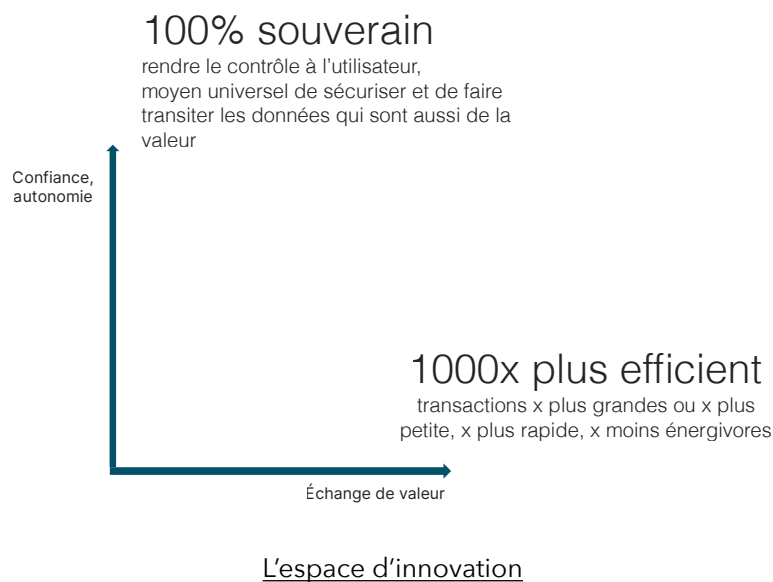 100% souverain
rendre le contrôle à l’utilisateur,
moyen universel de sécuriser et de faire
transiter les données qui sont aussi de la
valeur
Confiance,
autonomie
1000x plus efficient
transactions x plus grandes ou x plus
petite, x plus rapide, x moins énergivores
Échange de valeur
L’espace d’innovation